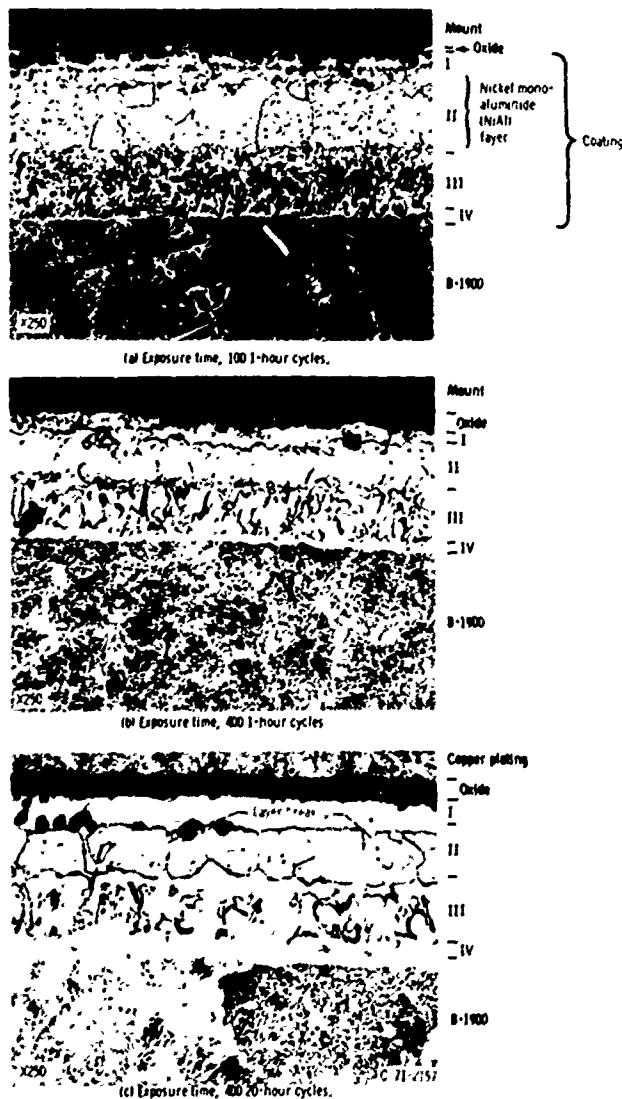 Mount
Oxide
I
II
Nickel mono-
aluminide
(NiAl)
layer
Coating
III
IV
B-1900
X250
(a) Exposure time, 100 1-hour cycles.
Mount
Oxide
I
II
III
IV
B-1900
X250
(b) Exposure time, 400 1-hour cycles
Copper plating
Oxide
I
Layer break
II
III
IV
B-1900
X250
C-71-2157
(c) Exposure time, 400 20-hour cycles.